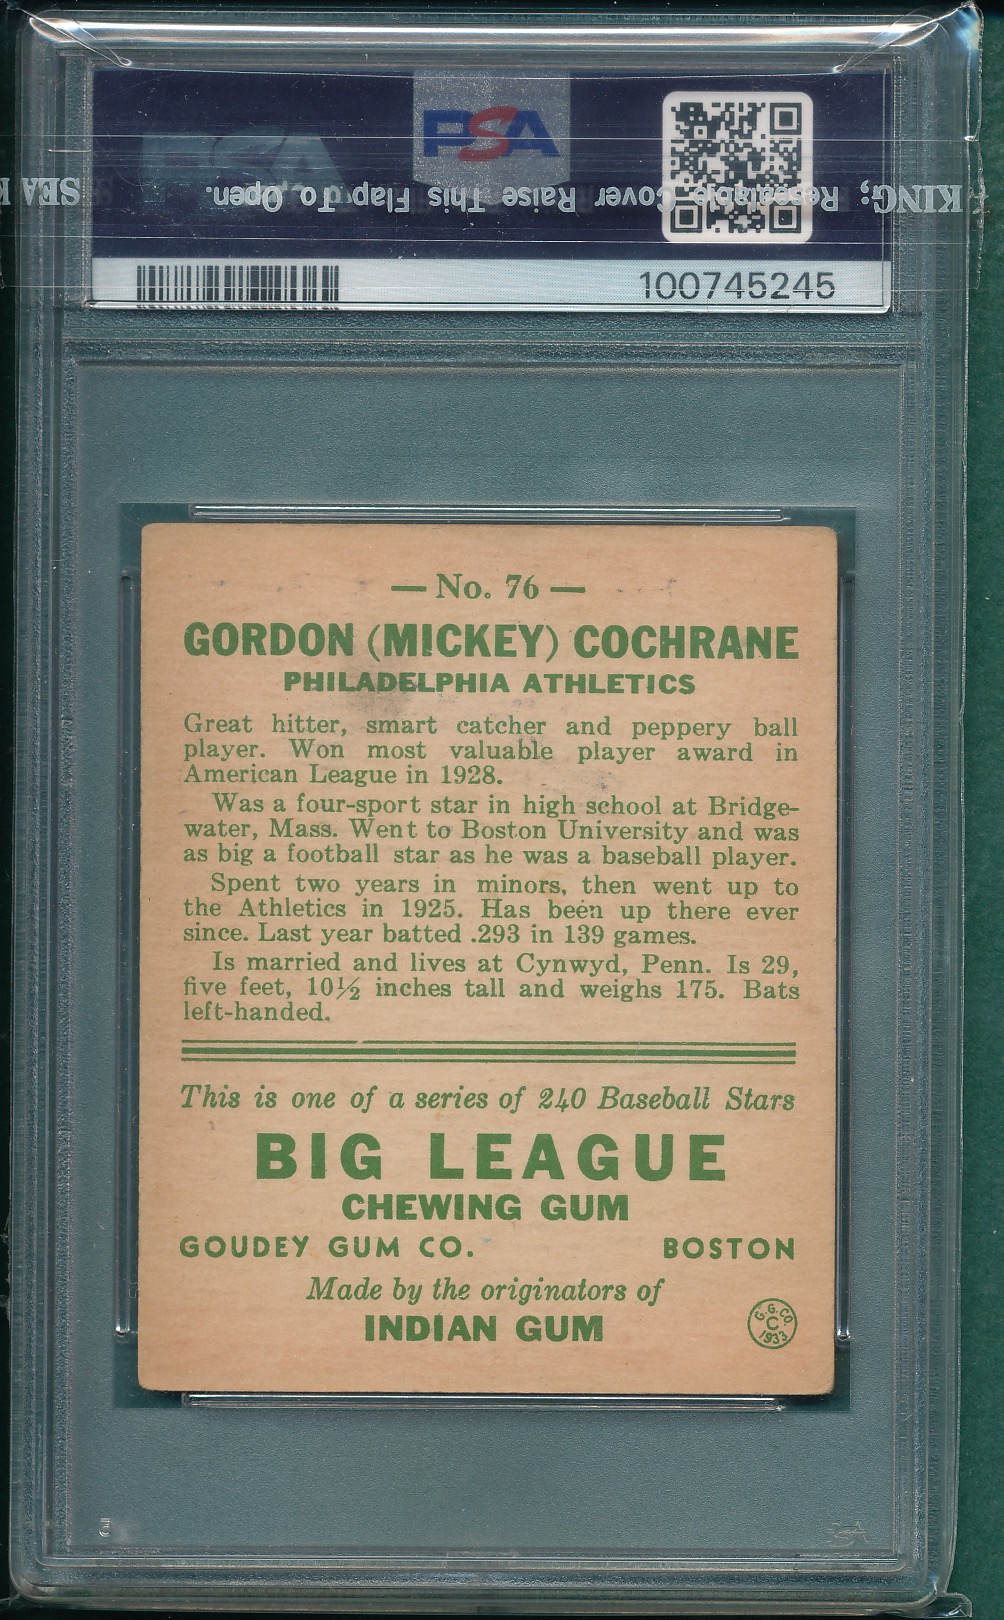 PSA
KING; Resealable Cover Raise This Flap To Open.
SEA
100745245
— No. 76 —
GORDON (MICKEY) COCHRANE
PHILADELPHIA ATHLETICS
Great hitter, smart catcher and peppery ball
player. Won most valuable player award in
American League in 1928.
Was a four-sport star in high school at Bridge-
water, Mass. Went to Boston University and was
as big a football star as he was a baseball player.
Spent two years in minors, then went up to
the Athletics in 1925. Has been up there ever
since. Last year batted .293 in 139 games.
Is married and lives at Cynwyd, Penn. Is 29,
five feet, 10½ inches tall and weighs 175. Bats
left-handed.
This is one of a series of 240 Baseball Stars
BIG LEAGUE
CHEWING GUM
GOUDEY GUM CO. BOSTON
Made by the originators of
INDIAN GUM
G.G.CO.
C
1933